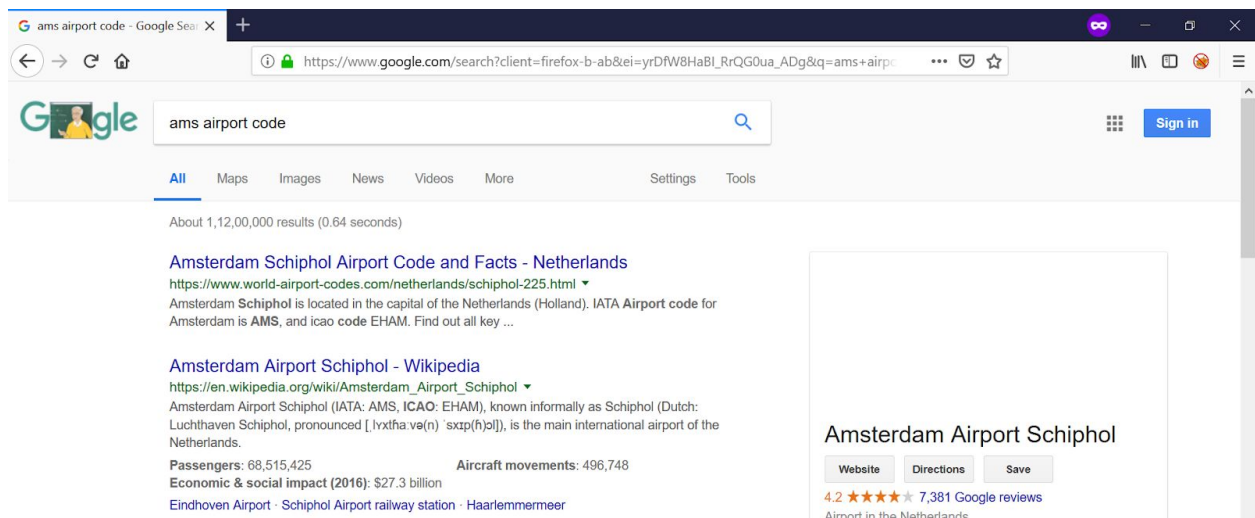 ams airport code - Google Sear
https://www.google.com/search?client=firefox-b-ab&ei=yrDfW8HaBI_RrQG0ua_ADg&q=ams+airpo
G gle
ams airport code
Sign in
All Maps Images News Videos More Settings Tools
About 1,12,00,000 results (0.64 seconds)
Amsterdam Schiphol Airport Code and Facts - Netherlands
https://www.world-airport-codes.com/netherlands/schiphol-225.html
Amsterdam Schiphol is located in the capital of the Netherlands (Holland). IATA Airport code for
Amsterdam is AMS, and icao code EHAM. Find out all key ...
Amsterdam Airport Schiphol - Wikipedia
https://en.wikipedia.org/wiki/Amsterdam_Airport_Schiphol
Amsterdam Airport Schiphol (IATA: AMS, ICAO: EHAM), known informally as Schiphol (Dutch:
Luchthaven Schiphol, pronounced [ˌlʏxtɦaːvə(n) ˈsxɪp(ɦ)ɔl]), is the main international airport of the
Netherlands.
Passengers: 68,515,425 Aircraft movements: 496,748
Economic & social impact (2016): $27.3 billion
Eindhoven Airport · Schiphol Airport railway station · Haarlemmermeer
Amsterdam Airport Schiphol
Website Directions Save
4.2 7,381 Google reviews
Airport in the Netherlands